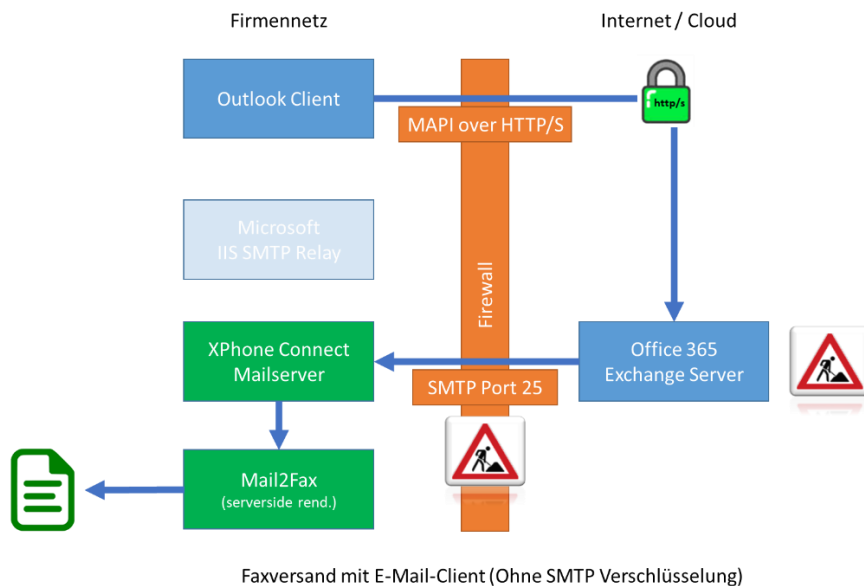 Firmennetz
Internet / Cloud
Outlook Client
http/s
MAPI over HTTP/S
Microsoft
IIS SMTP Relay
Firewall
XPhone Connect
Mailserver
Office 365
Exchange Server
SMTP Port 25
Mail2Fax
(serverside rend.)
Faxversand mit E-Mail-Client (Ohne SMTP Verschlüsselung)